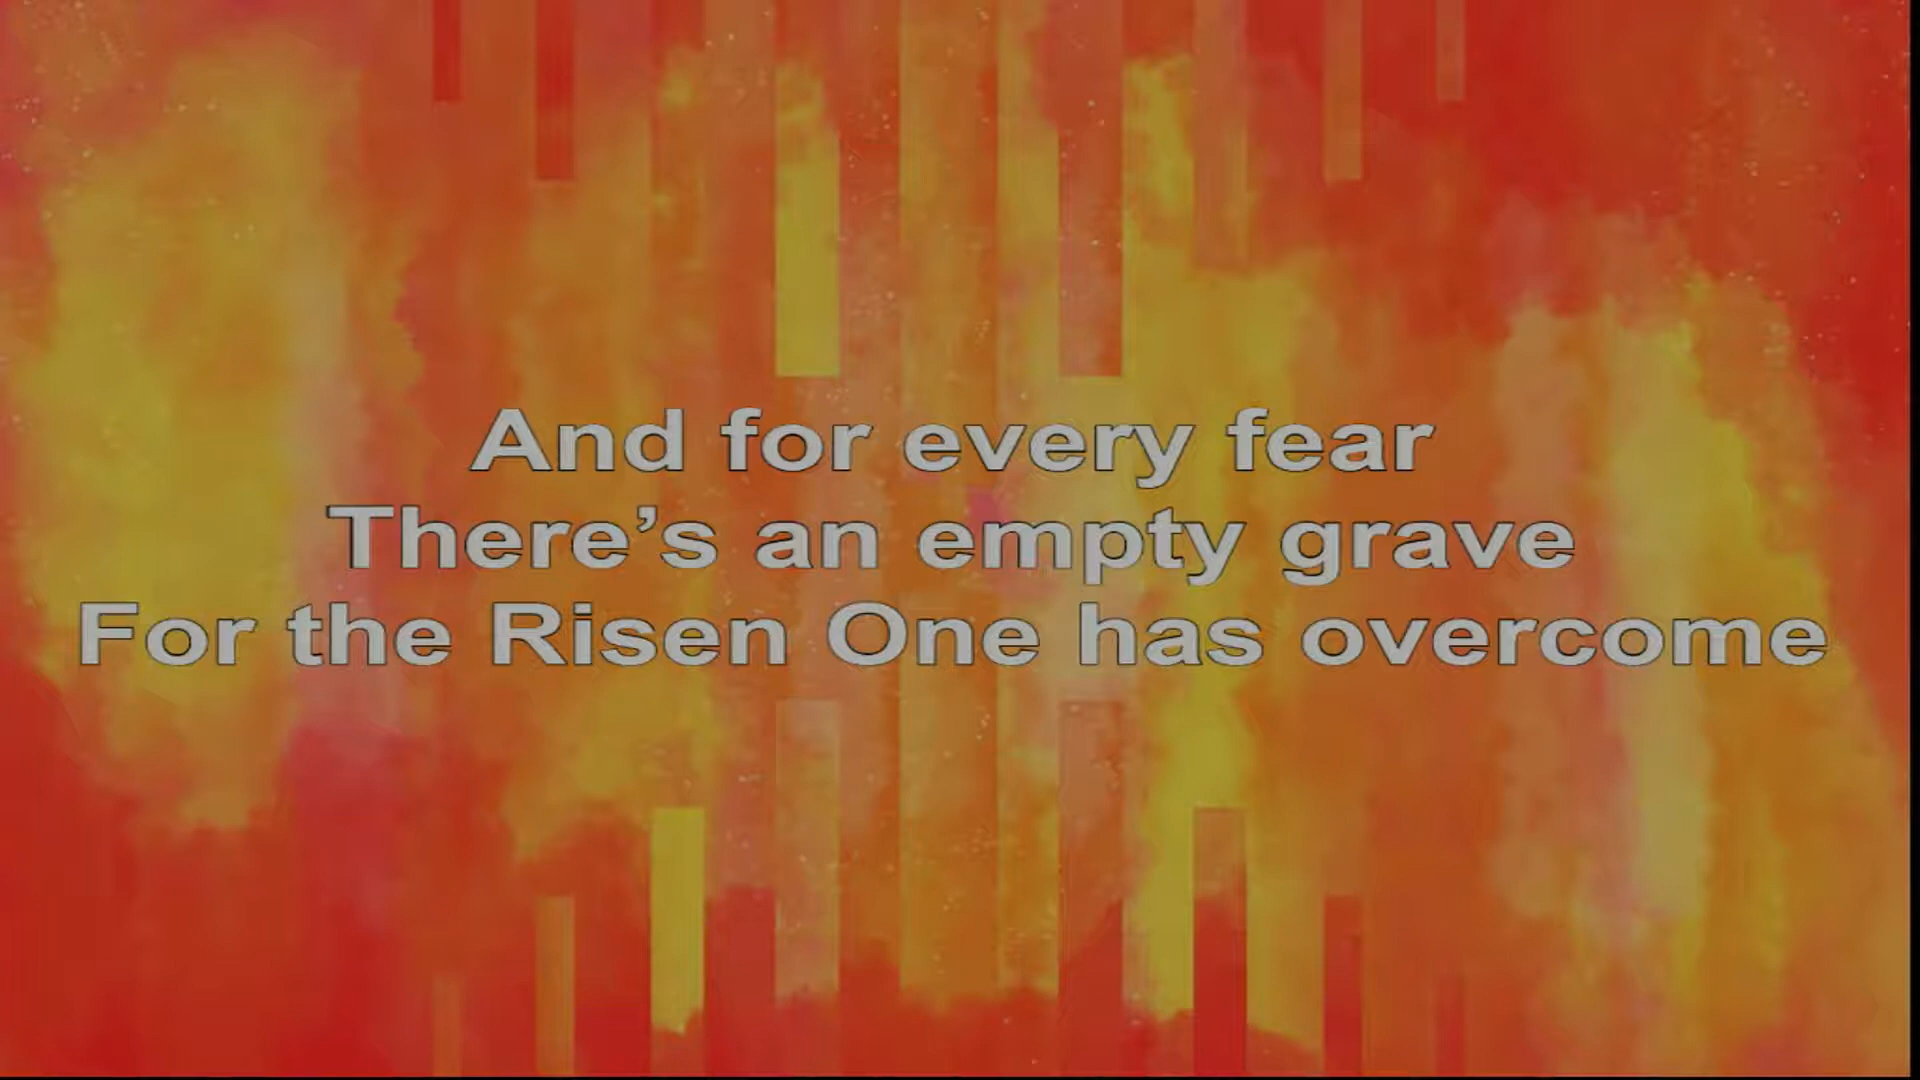 And for every fear
There’s an empty grave
For the Risen One has overcome